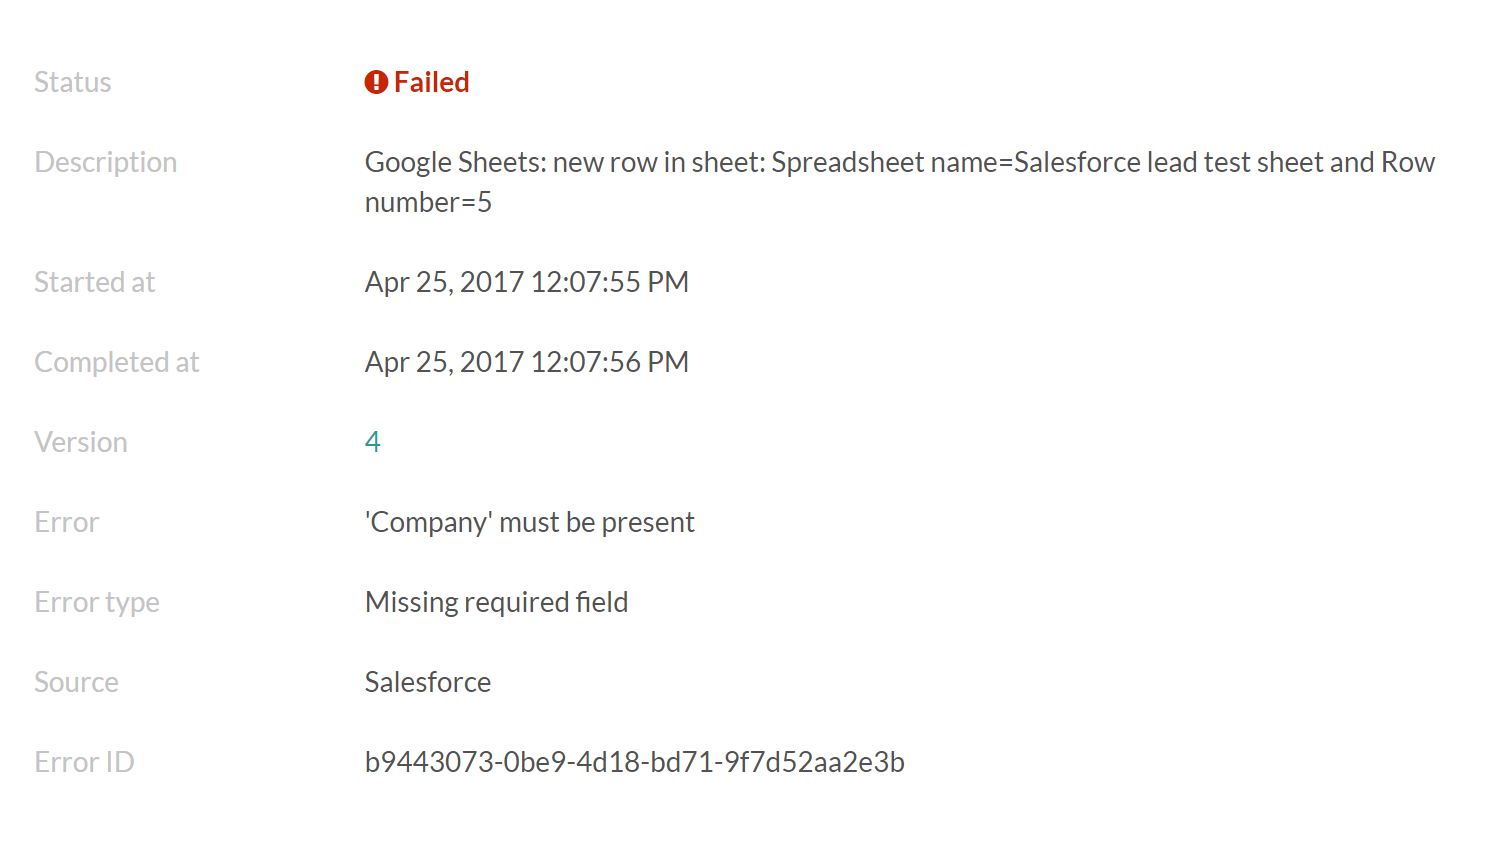 Status
Failed
Description
Google Sheets: new row in sheet: Spreadsheet name=Salesforce lead test sheet and Row
number=5
Started at
Apr 25, 2017 12:07:55 PM
Completed at
Apr 25, 2017 12:07:56 PM
Version
4
Error
'Company' must be present
Error type
Missing required field
Source
Salesforce
Error ID
b9443073-0be9-4d18-bd71-9f7d52aa2e3b